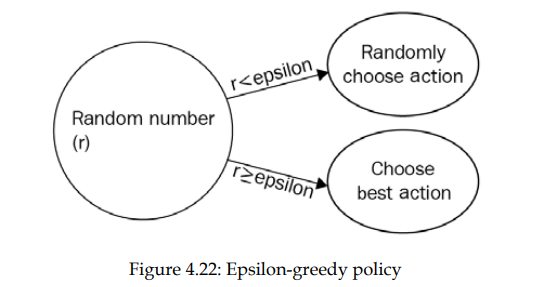 Random number
(r)
r<epsilon
Randomly
choose action
r≥epsilon
Choose
best action
Figure 4.22: Epsilon-greedy policy